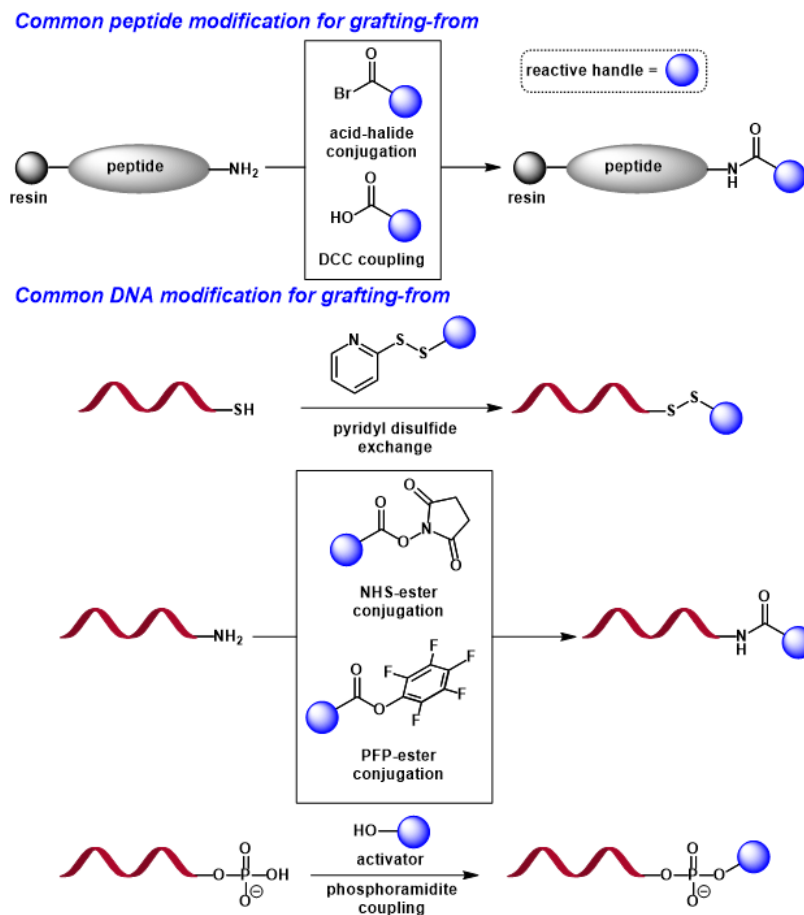 Common peptide modification for grafting-from
O
Br
acid-halide
conjugation
O
HO
DCC coupling
reactive handle =
resin
peptide
NH2
resin
peptide
N
H
O
Common DNA modification for grafting-from
SH
N
S
S
pyridyl disulfide
exchange
S
S
NH2
O
O
N
O
O
NHS-ester
conjugation
O
O
F
F
F
F
F
PFP-ester
conjugation
N
H
O
O
O
P
OH
O
⊖
HO
activator
phosphoramidite
coupling
O
O
P
O
O
⊖